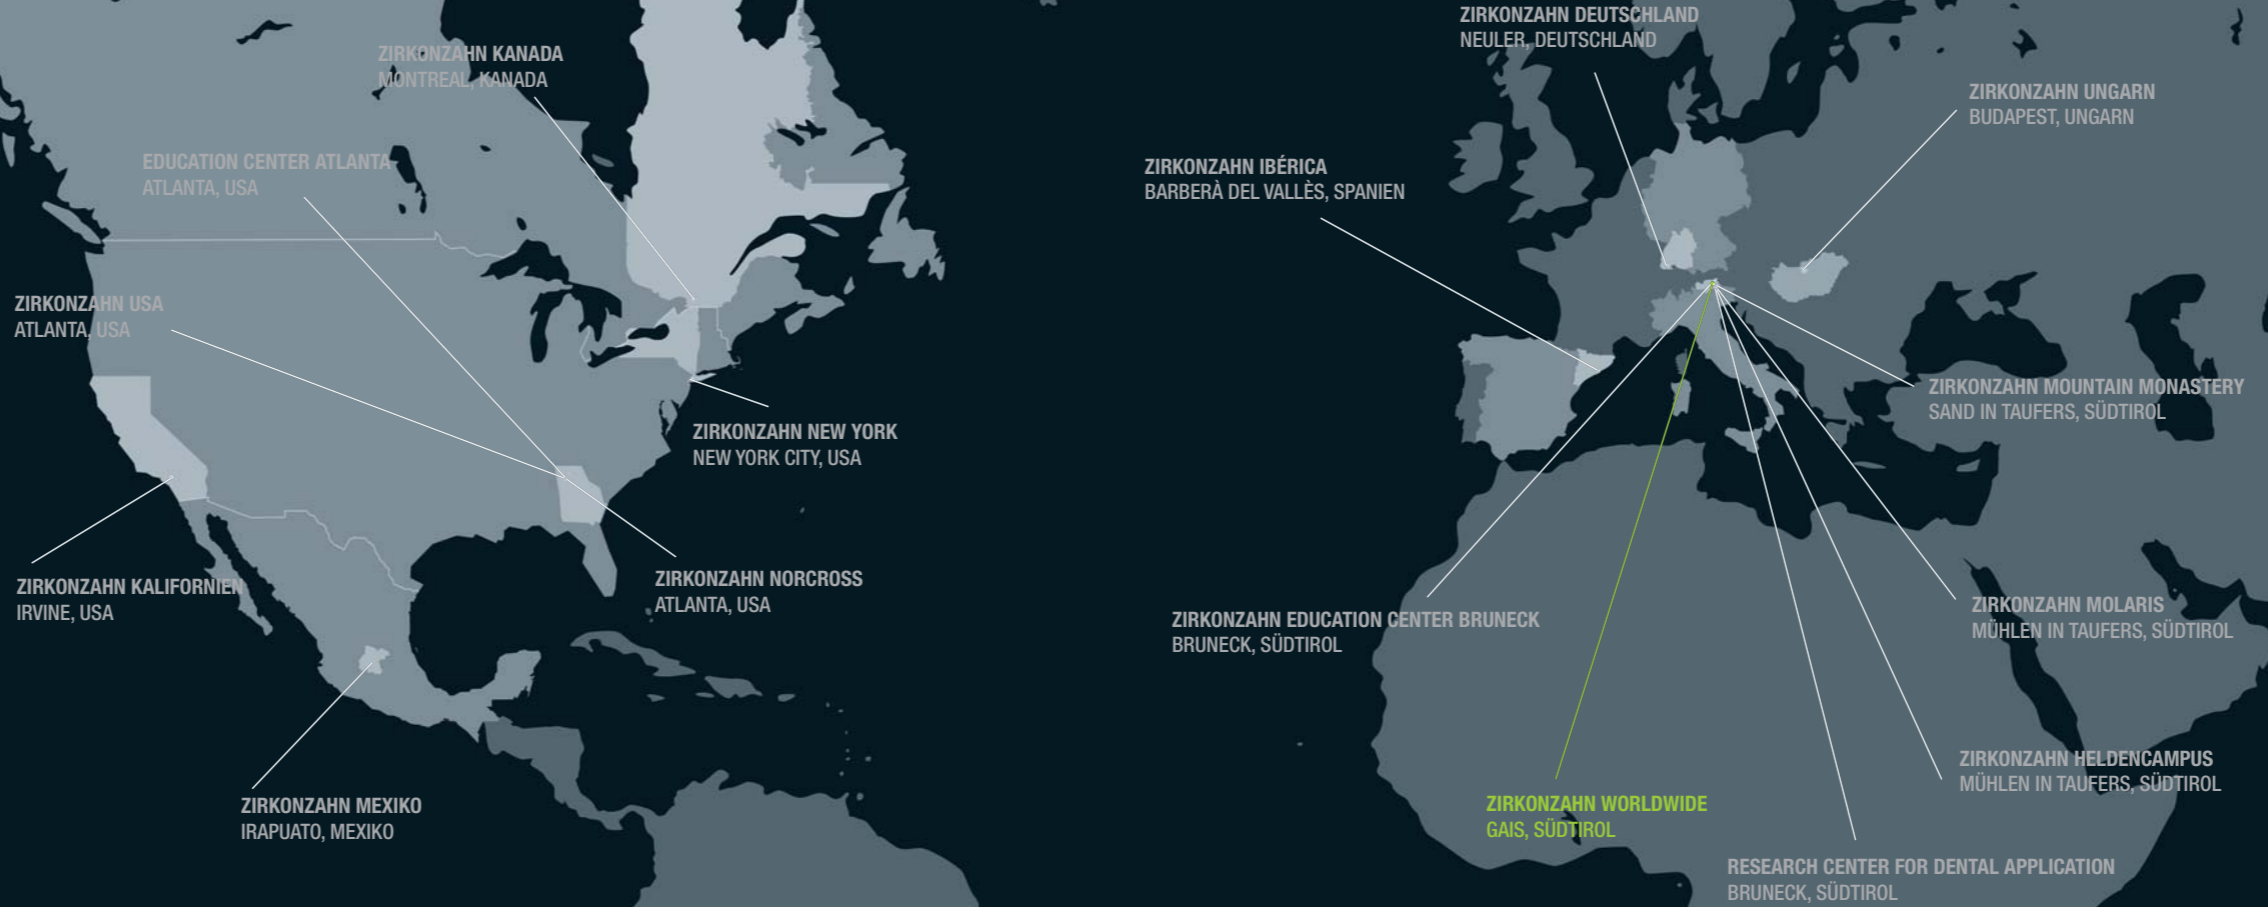 ZIRKONZAHN KANADA
MONTREAL, KANADA
EDUCATION CENTER ATLANTA
ATLANTA, USA
ZIRKONZAHN USA
ATLANTA, USA
ZIRKONZAHN NEW YORK
NEW YORK CITY, USA
ZIRKONZAHN KALIFORNIEN
IRVINE, USA
ZIRKONZAHN NORCROSS
ATLANTA, USA
ZIRKONZAHN MEXIKO
IRAPUATO, MEXIKO
ZIRKONZAHN DEUTSCHLAND
NEULER, DEUTSCHLAND
ZIRKONZAHN UNGARN
BUDAPEST, UNGARN
ZIRKONZAHN IBÉRICA
BARBERÀ DEL VALLÈS, SPANIEN
ZIRKONZAHN MOUNTAIN MONASTERY
SAND IN TAUFERS, SÜDTIROL
ZIRKONZAHN EDUCATION CENTER BRUNECK
BRUNECK, SÜDTIROL
ZIRKONZAHN MOLARIS
MÜHLEN IN TAUFERS, SÜDTIROL
ZIRKONZAHN HELDENCAMPUS
MÜHLEN IN TAUFERS, SÜDTIROL
ZIRKONZAHN WORLDWIDE
GAIS, SÜDTIROL
RESEARCH CENTER FOR DENTAL APPLICATION
BRUNECK, SÜDTIROL